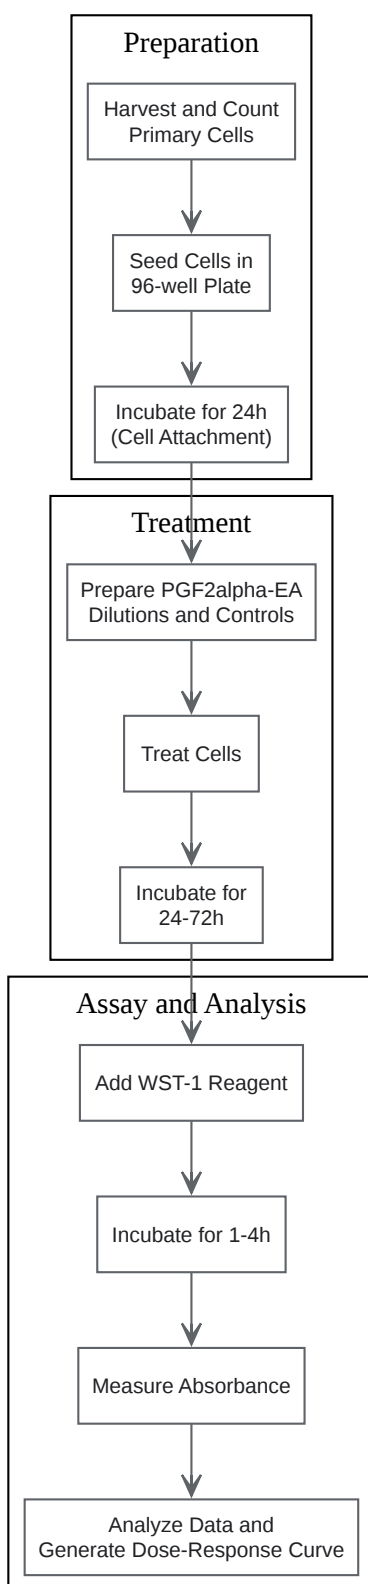 Preparation
Harvest and Count
Primary Cells
Seed Cells in
96-well Plate
Incubate for 24h
(Cell Attachment)
Treatment
Prepare PGF2alpha-EA
Dilutions and Controls
Treat Cells
Incubate for
24-72h
Assay and Analysis
Add WST-1 Reagent
Incubate for 1-4h
Measure Absorbance
Analyze Data and
Generate Dose-Response Curve